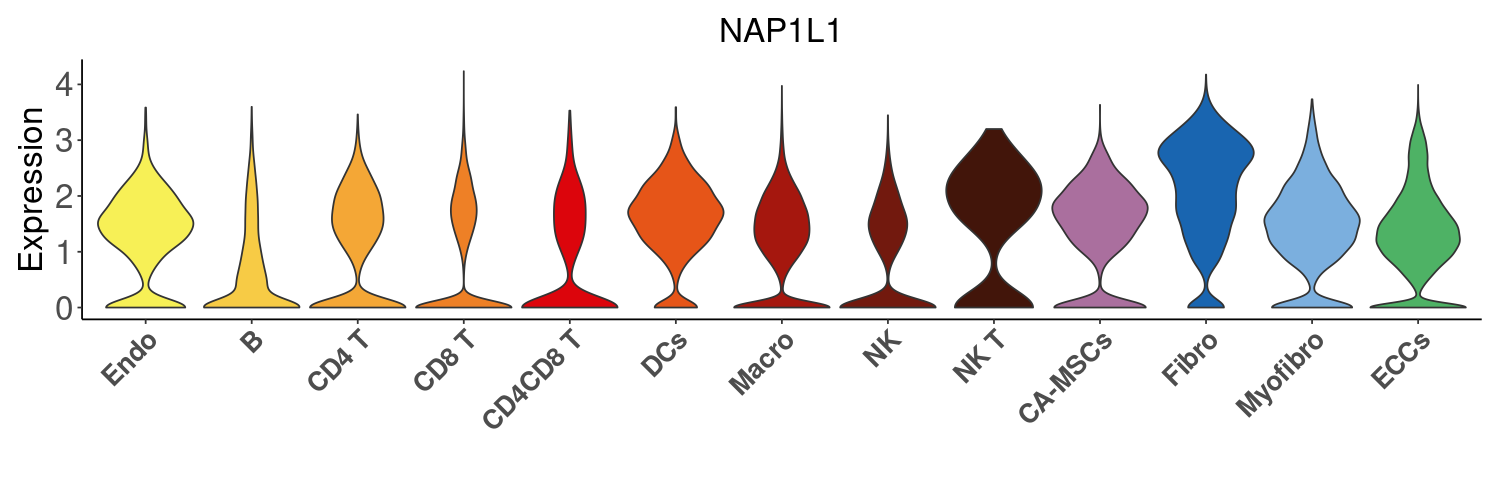 NAP1L1
Expression
4
3
2
1
0
Endo
B
CD4 T
CD8 T
CD4CD8 T
DCs
Macro
NK
NK T
CA-MSCs
Fibro
Myofibro
ECCs